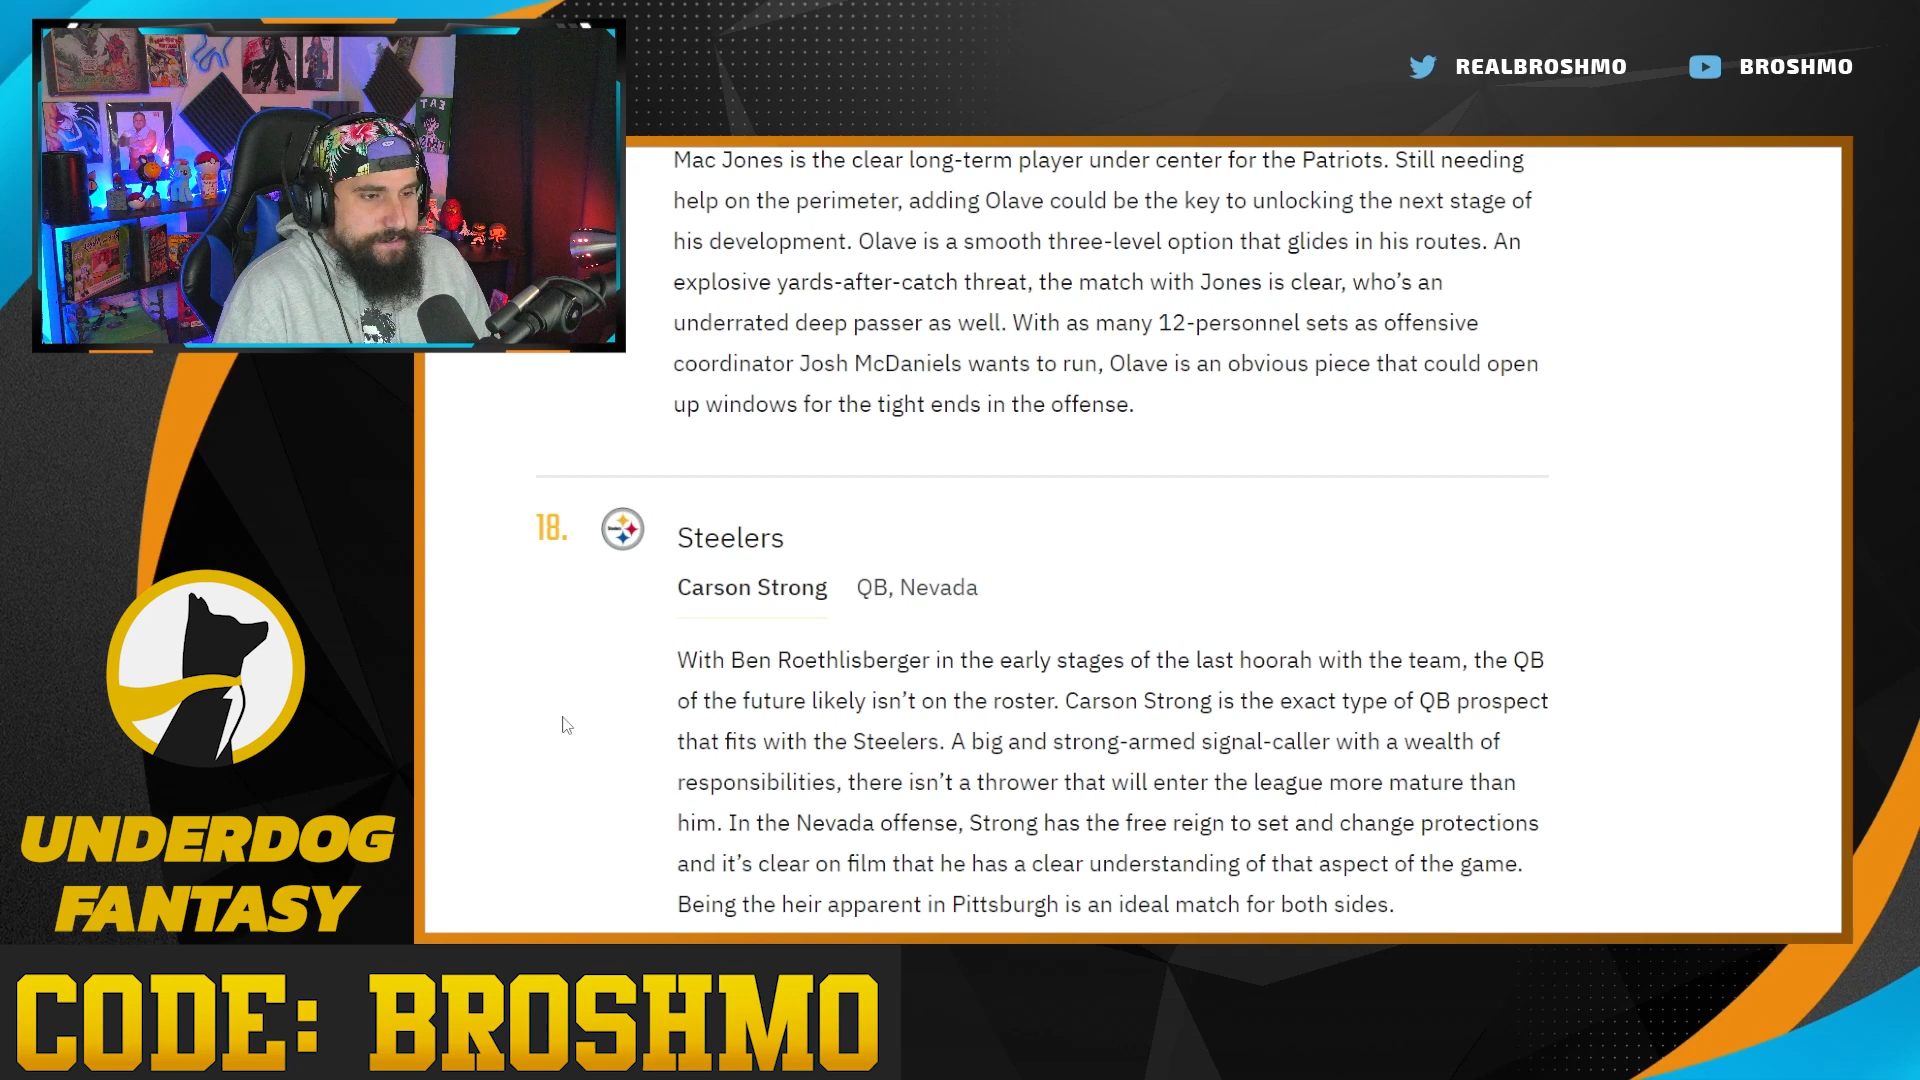 REALBROSHMO
BROSHMO
Mac Jones is the clear long-term player under center for the Patriots. Still needing
help on the perimeter, adding Olave could be the key to unlocking the next stage of
his development. Olave is a smooth three-level option that glides in his routes. An
explosive yards-after-catch threat, the match with Jones is clear, who’s an
underrated deep passer as well. With as many 12-personnel sets as offensive
coordinator Josh McDaniels wants to run, Olave is an obvious piece that could open
up windows for the tight ends in the offense.
18.
Steelers
Carson Strong QB, Nevada
With Ben Roethlisberger in the early stages of the last hoorah with the team, the QB
of the future likely isn’t on the roster. Carson Strong is the exact type of QB prospect
that fits with the Steelers. A big and strong-armed signal-caller with a wealth of
responsibilities, there isn’t a thrower that will enter the league more mature than
him. In the Nevada offense, Strong has the free reign to set and change protections
and it’s clear on film that he has a clear understanding of that aspect of the game.
Being the heir apparent in Pittsburgh is an ideal match for both sides.
UNDERDOG
FANTASY
CODE: BROSHMO